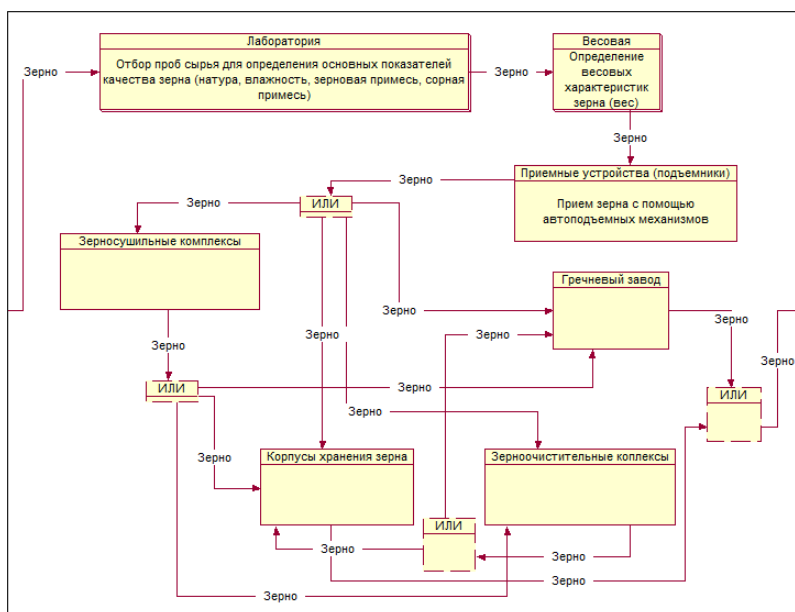 Лаборатория
Отбор проб сырья для определения основных показателей
качества зерна (натура, влажность, зерновая примесь, сорная
примесь)
Весовая
Определение
весовых
характеристик
зерна (вес)
Зерно
Зерно
Зерно
Приемные устройства (подъемники)
Прием зерна с помощью
автоподъемных механизмов
Зерно
Зерно
ИЛИ
Зерносушильные комплексы
Гречневый завод
Зерно
Зерно
Зерно
Зерно
Зерно
Зерно
Зерно
ИЛИ
Зерно
ИЛИ
Зерно
Зерно
Корпусы хранения зерна
Зерноочистительные коплексы
ИЛИ
Зерно
Зерно
Зерно
Зерно